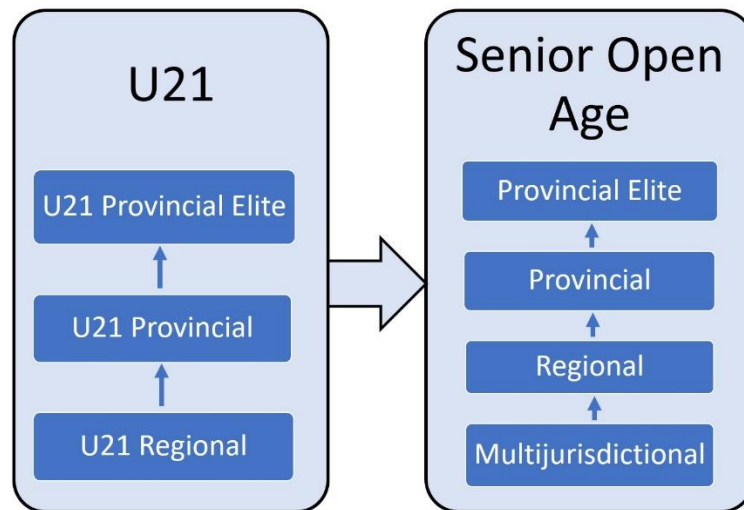 U21
U21 Provincial Elite
U21 Provincial
U21 Regional
Senior Open
Age
Provincial Elite
Provincial
Regional
Multijurisdictional